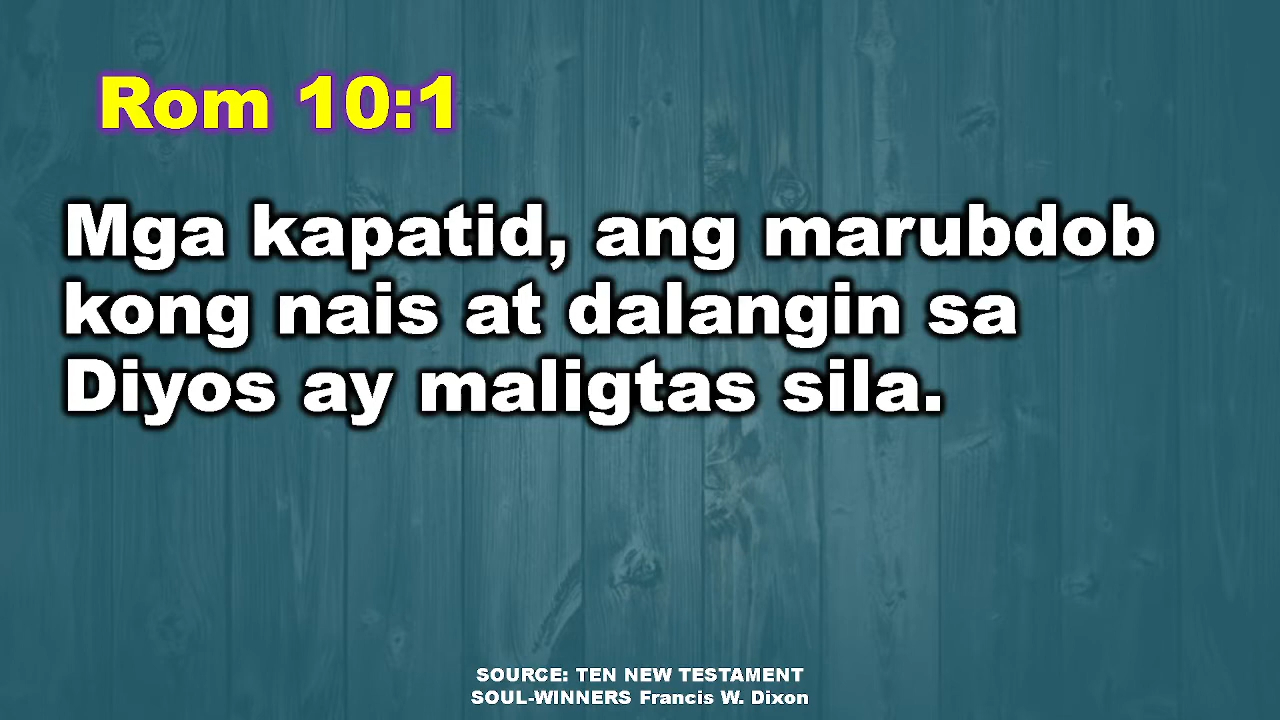 Rom 10:1
Mga kapatid, ang marubdob
kong nais at dalangin sa
Diyos ay maligtas sila.
SOURCE: TEN NEW TESTAMENT
SOUL-WINNERS Francis W. Dixon